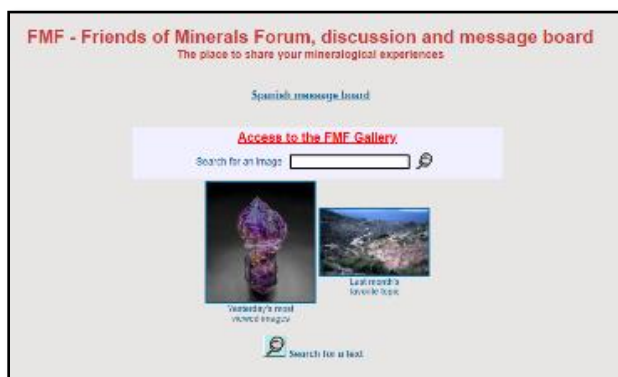 FMF - Friends of Minerals Forum, discussion and message board
The place to share your mineralogical experiences
Spanish message board
Access to the FMF Gallery
Search for an image
Last month's
favorite topic
Yesterday's most
viewed images
Search for a text